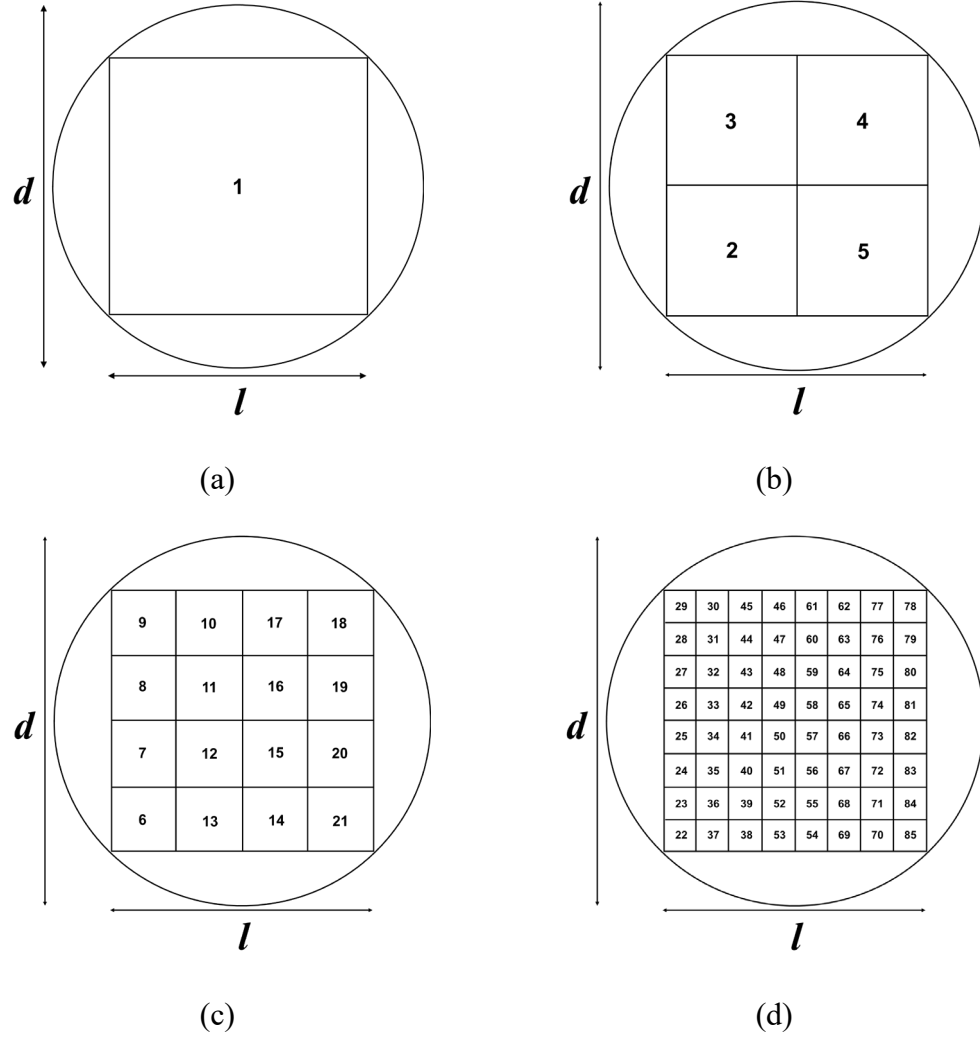 d
1
l
(a)
d
3 4
2 5
l
(b)
d
9 10 17 18
8 11 16 19
7 12 15 20
6 13 14 21
l
(c)
d
29 30 45 46 61 62 77 78
28 31 44 47 60 63 76 79
27 32 43 48 59 64 75 80
26 33 42 49 58 65 74 81
25 34 41 50 57 66 73 82
24 35 40 51 56 67 72 83
23 36 39 52 55 68 71 84
22 37 38 53 54 69 70 85
l
(d)